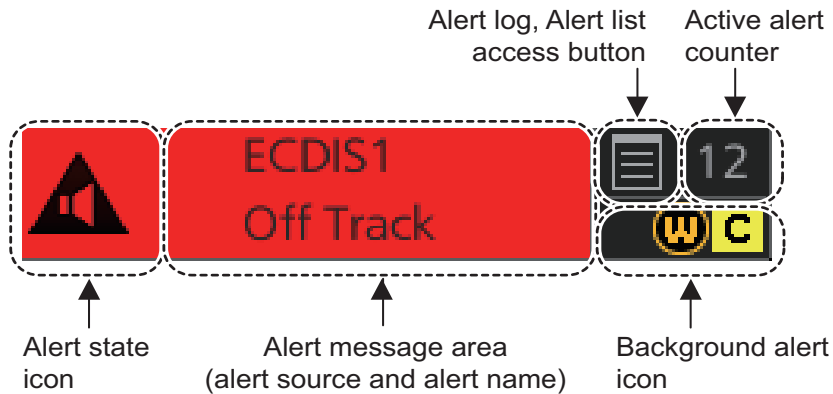 Alert log, Alert list
access button
Active alert
counter
ECDIS1
Off Track
12
W C
Alert state
icon
Alert message area
(alert source and alert name)
Background alert
icon